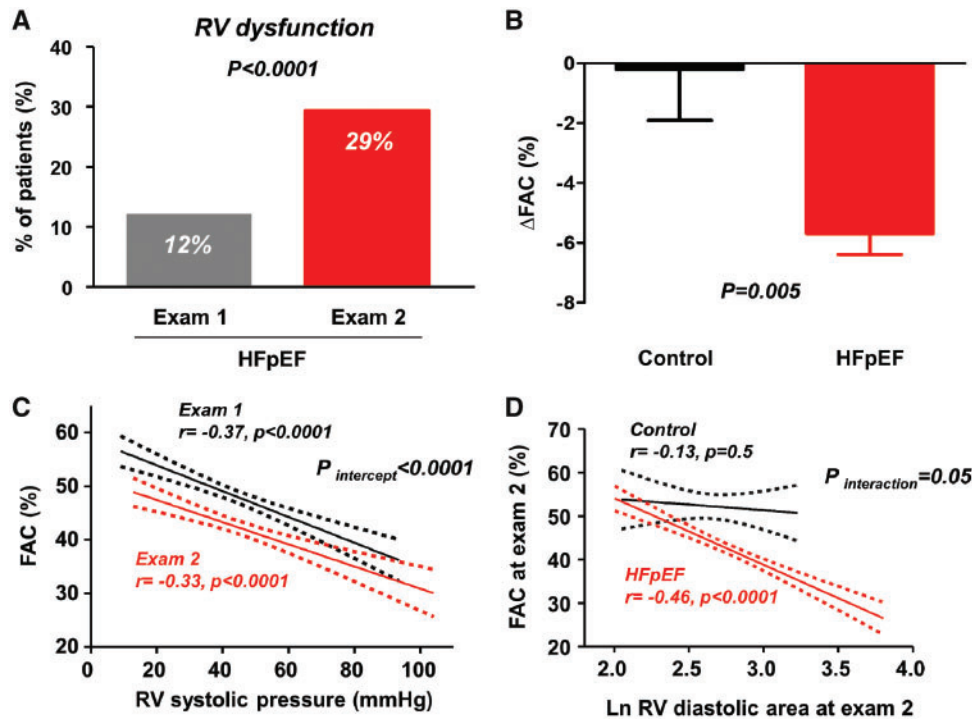 A
RV dysfunction
P<0.0001
% of patients (%)
40
30
20
10
0
12%
29%
Exam 1
Exam 2
HFpEF
B
ΔFAC (%)
0
-2
-4
-6
-8
P=0.005
Control
HFpEF
C
Exam 1
r= -0.37, p<0.0001
P intercept<0.0001
FAC (%)
60
50
40
30
20
Exam 2
r= -0.33, p<0.0001
0 20 40 60 80 100
RV systolic pressure (mmHg)
D
Control
r= -0.13, p=0.5
P interaction=0.05
FAC at exam 2 (%)
70
60
50
40
30
20
HFpEF
r= -0.46, p<0.0001
2.0 2.5 3.0 3.5 4.0
Ln RV diastolic area at exam 2